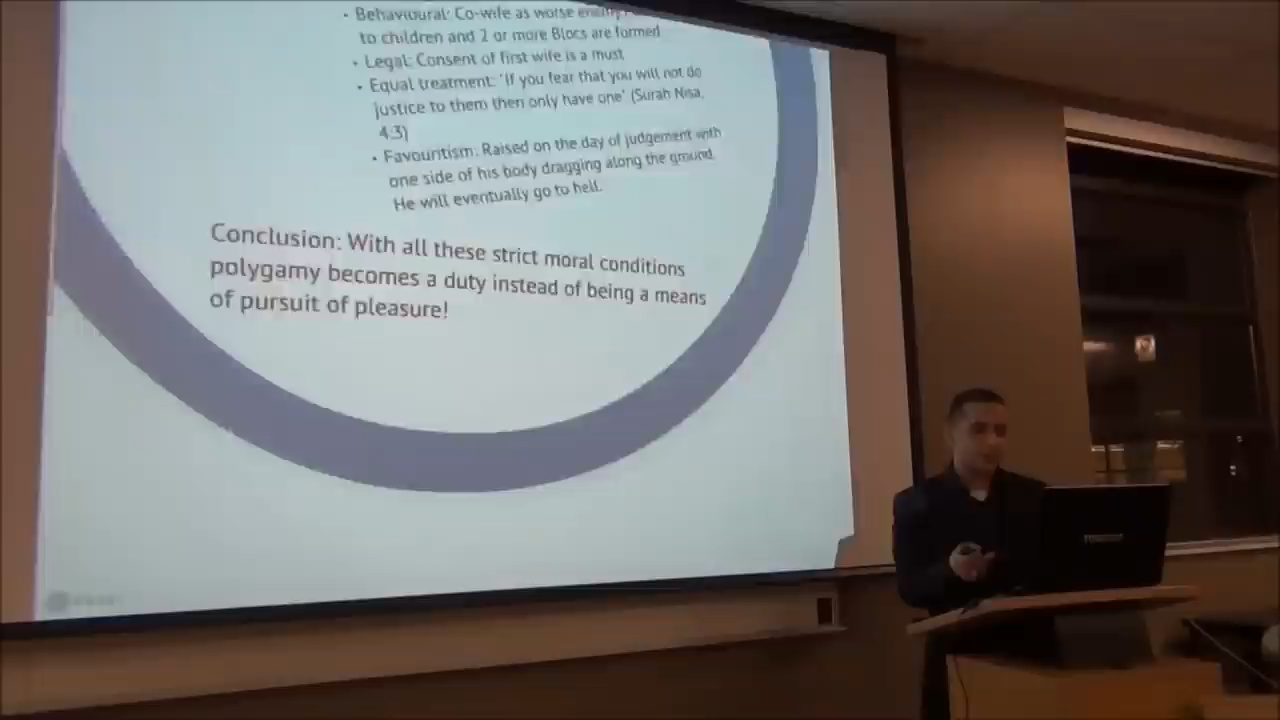 • Behavioural: Co-wife as worse
to children and 2 or more Blocs are formed
• Legal: Consent of first wife is a must
• Equal treatment: 'If you fear that you will not do
justice to them then only have one' (Surah Nisa,
4:3)
• Favouritism: Raised on the day of judgement with
one side of his body dragging along the ground.
He will eventually go to hell.
Conclusion: With all these strict moral conditions
polygamy becomes a duty instead of being a means
of pursuit of pleasure!